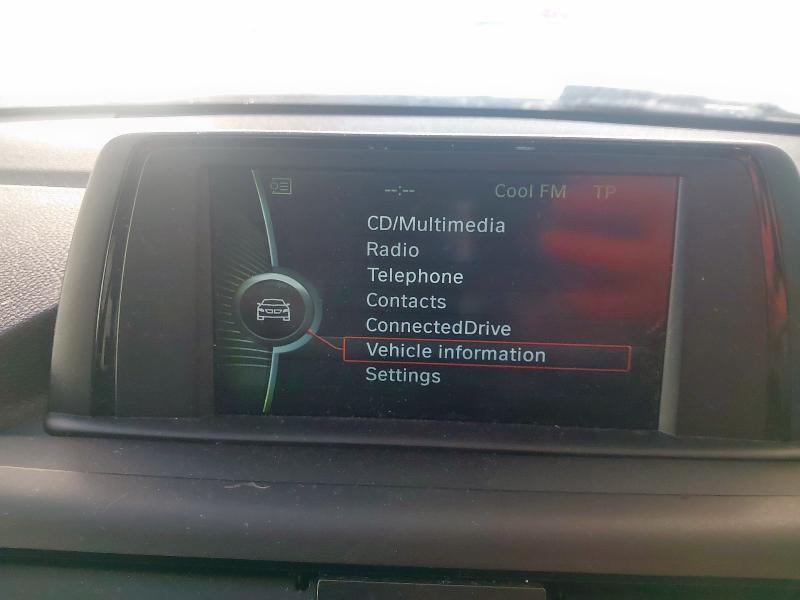 --:-- Cool FM TP
CD/Multimedia
Radio
Telephone
Contacts
ConnectedDrive
Vehicle information
Settings